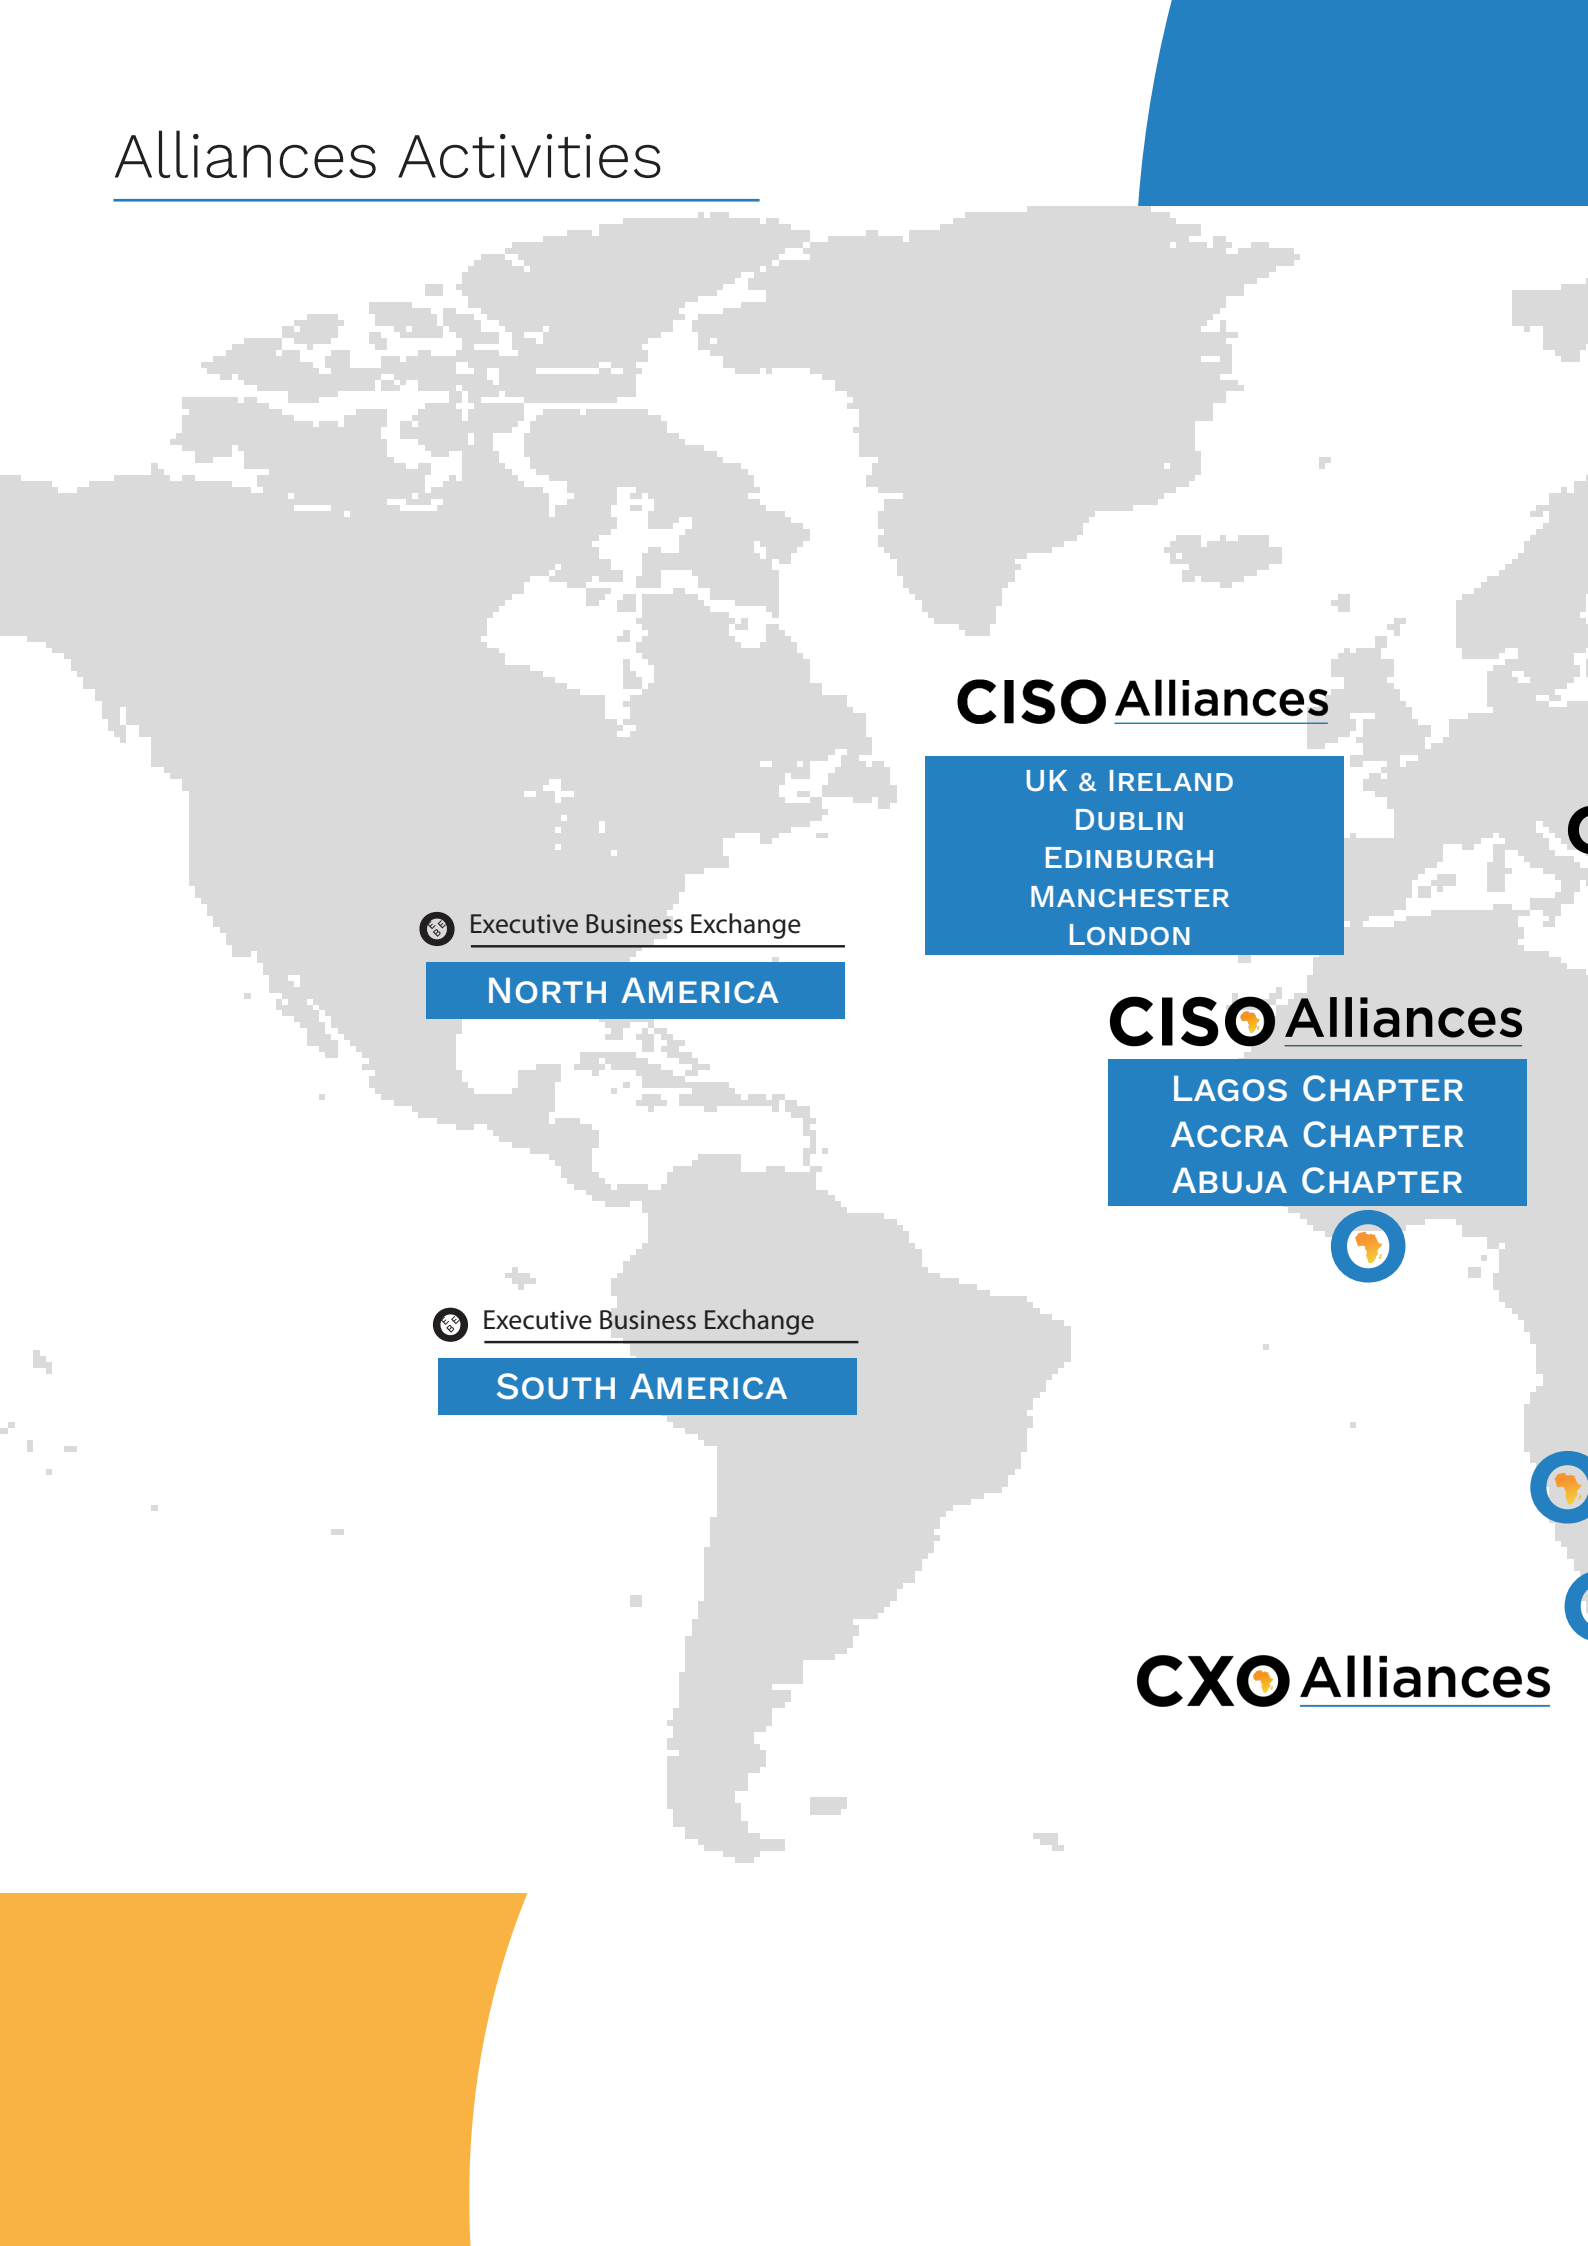 Alliances Activities
CISO Alliances
UK & Ireland
Dublin
Edinburgh
Manchester
London
Executive Business Exchange
North America
CISO Alliances
Lagos Chapter
Accra Chapter
Abuja Chapter
Executive Business Exchange
South America
CXO Alliances